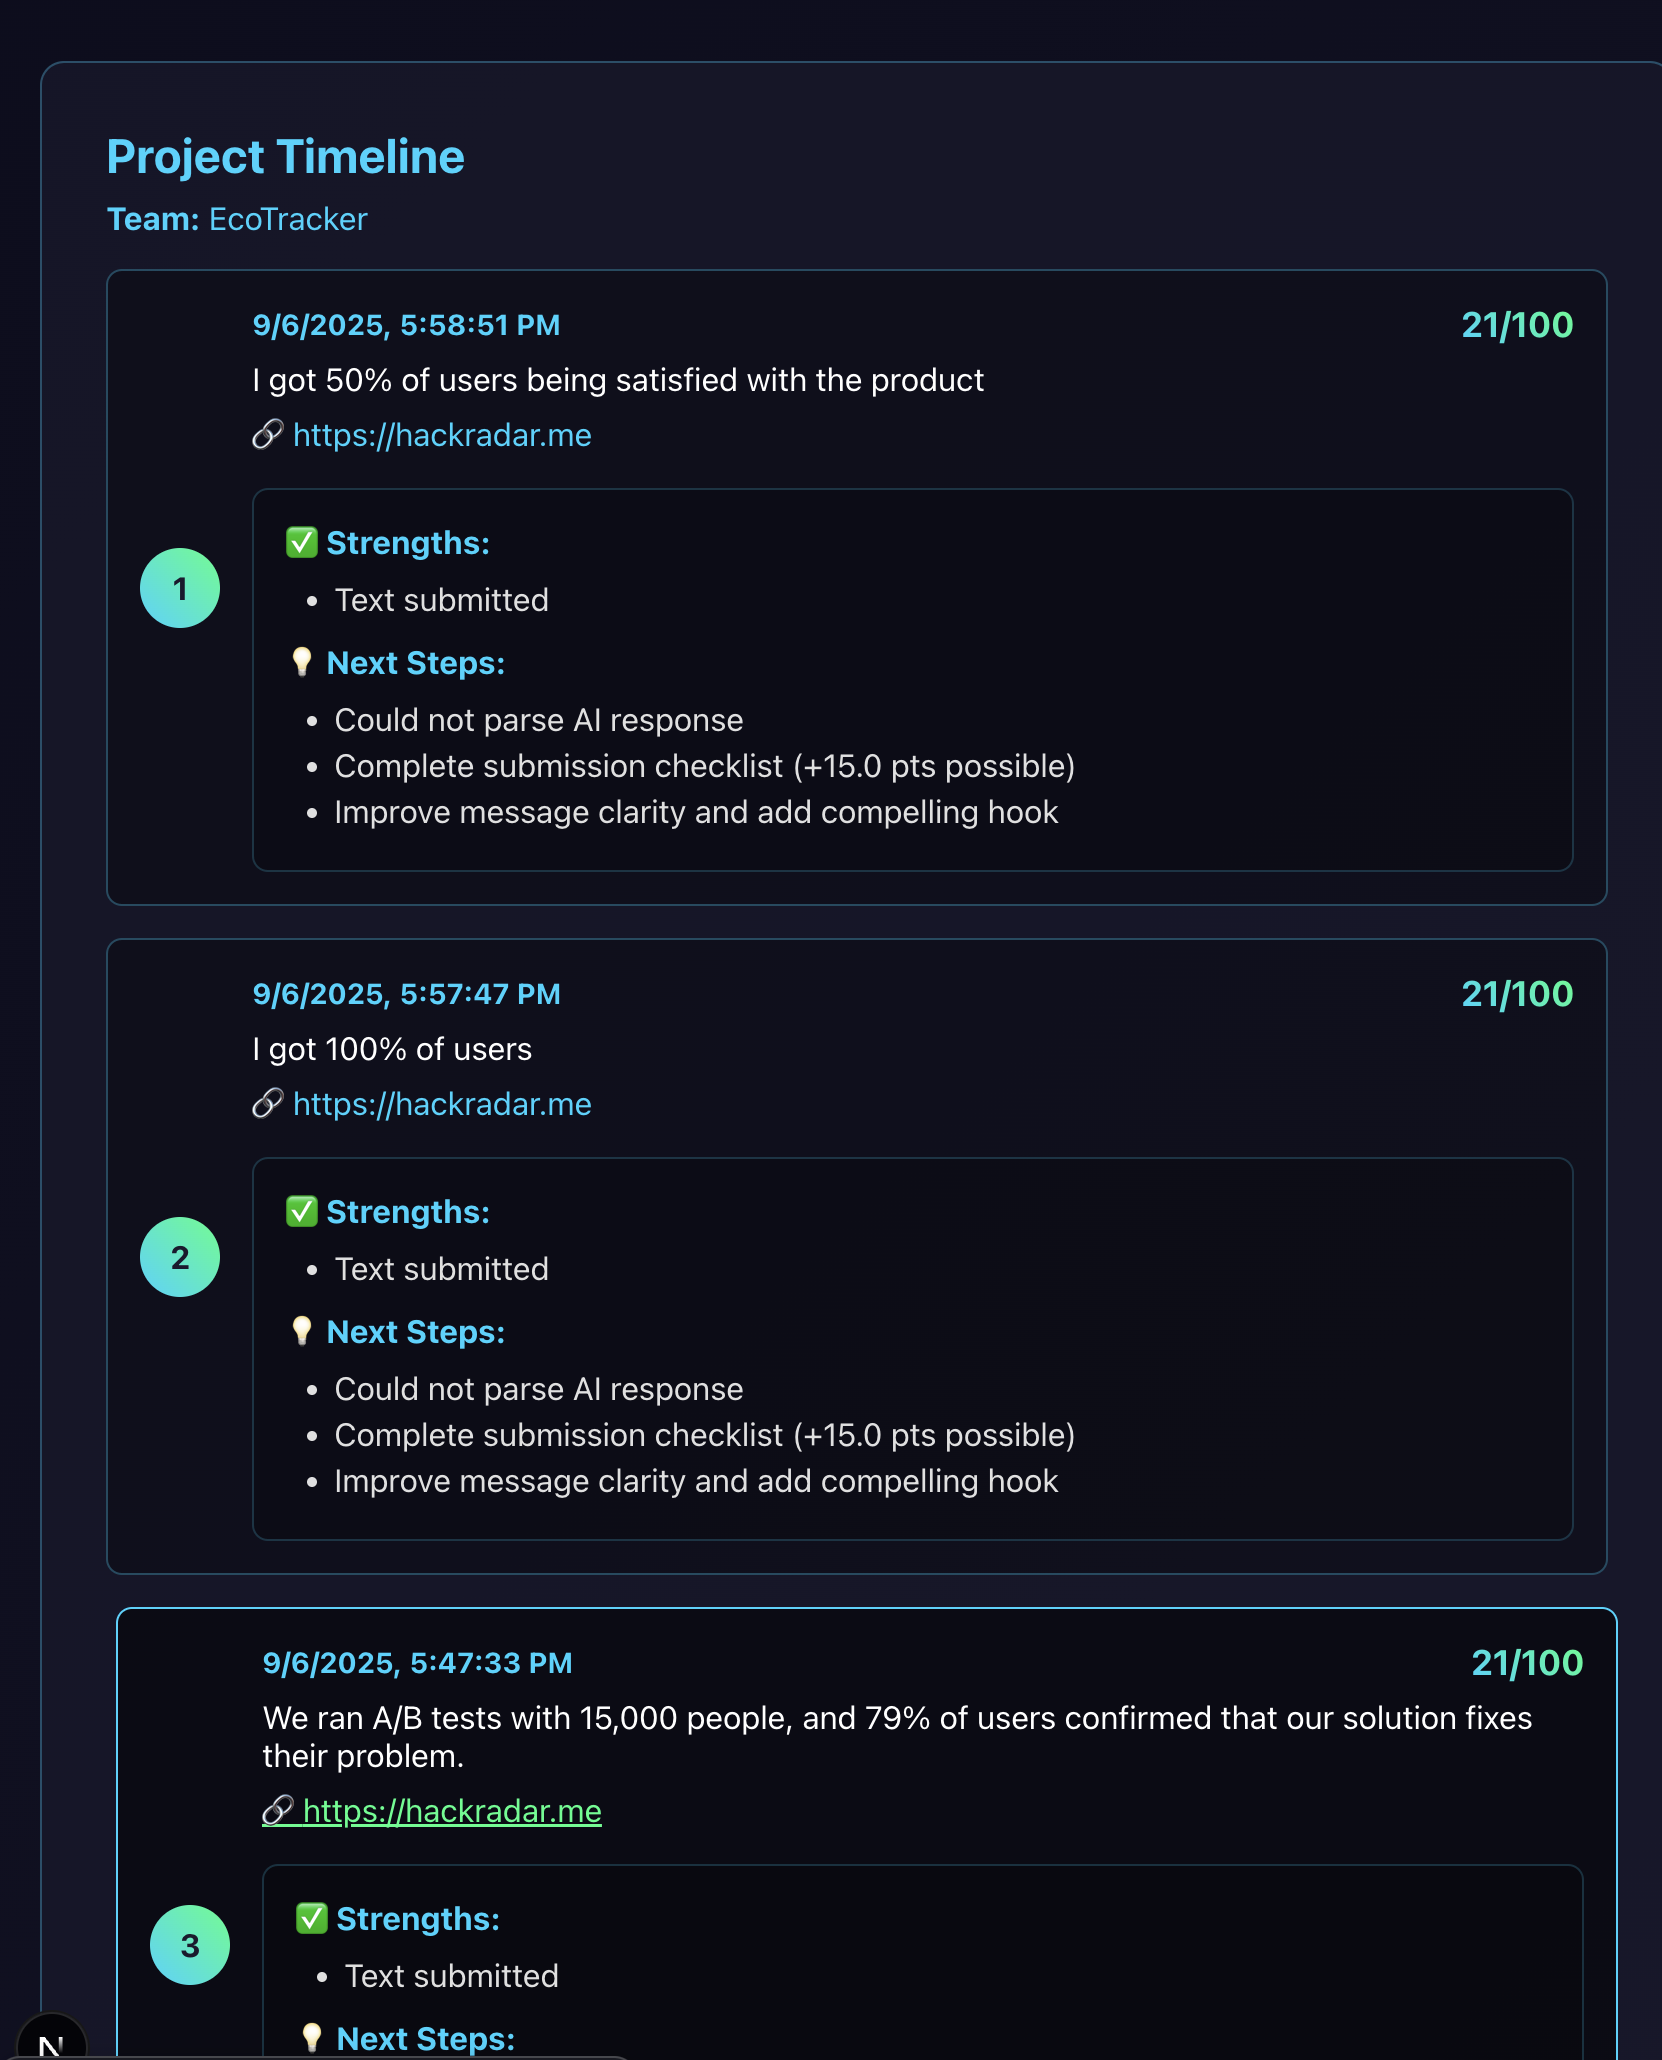 Project Timeline
Team: EcoTracker
9/6/2025, 5:58:51 PM
21/100
I got 50% of users being satisfied with the product
🔗 https://hackradar.me
1
✅ Strengths:
• Text submitted
💡 Next Steps:
• Could not parse AI response
• Complete submission checklist (+15.0 pts possible)
• Improve message clarity and add compelling hook
9/6/2025, 5:57:47 PM
21/100
I got 100% of users
🔗 https://hackradar.me
2
✅ Strengths:
• Text submitted
💡 Next Steps:
• Could not parse AI response
• Complete submission checklist (+15.0 pts possible)
• Improve message clarity and add compelling hook
9/6/2025, 5:47:33 PM
21/100
We ran A/B tests with 15,000 people, and 79% of users confirmed that our solution fixes
their problem.
🔗 https://hackradar.me
3
✅ Strengths:
• Text submitted
💡 Next Steps:
N